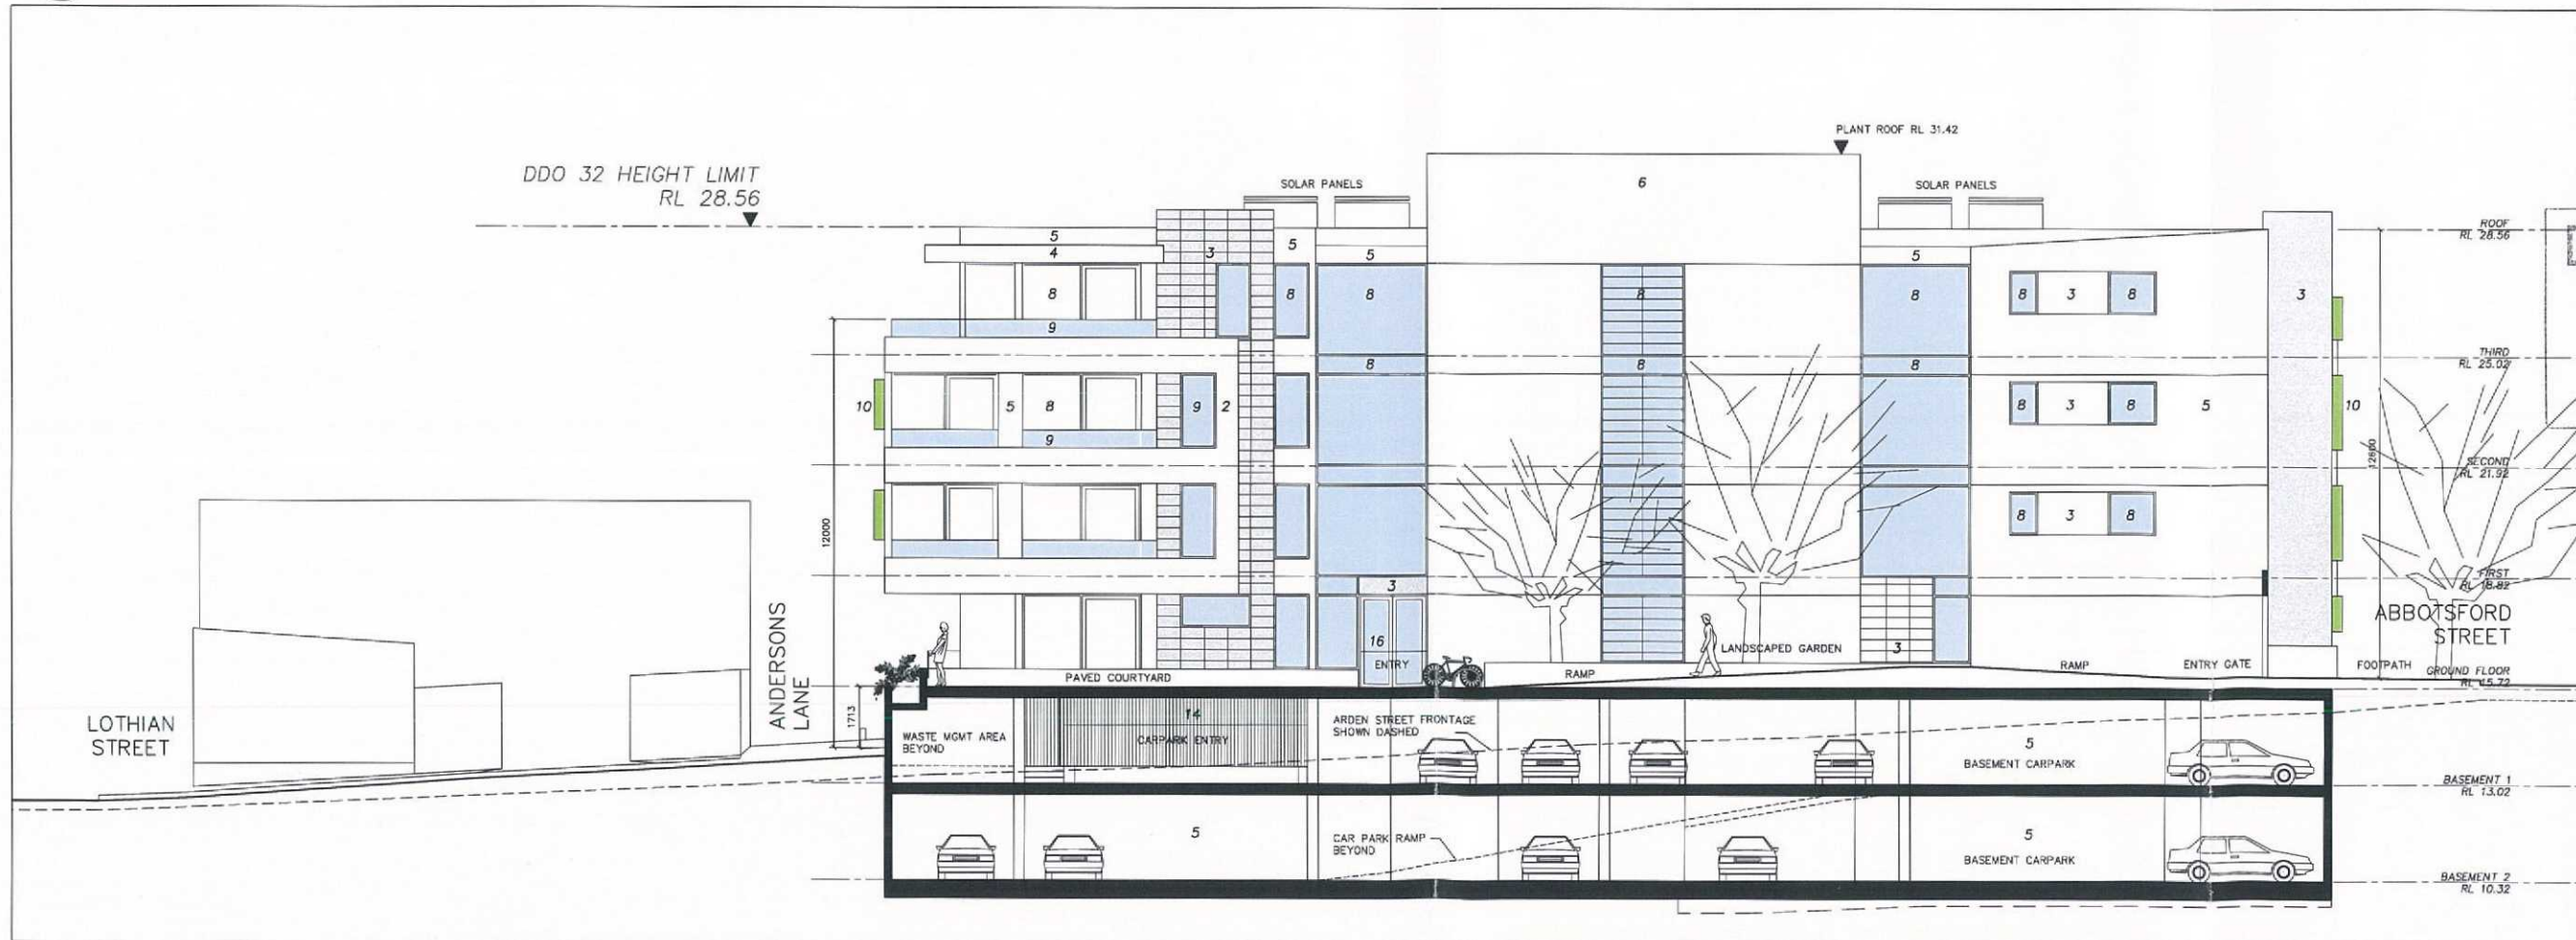 PLANT ROOF RL 31.42
DDO 32 HEIGHT LIMIT
RL 28.56
SOLAR PANELS
6
SOLAR PANELS
ROOF
RL 28.56
5
4
3
5
5
5
8
8
8
8
8
8
3
8
3
9
THIRD
RL 25.02
8
8
8
10
5
8
9
2
8
3
8
5
10
9
12600
SECOND
RL 21.92
12000
8
3
8
3
FIRST
RL 18.82
ABBOTSFORD
STREET
ANDERSONS
LANE
16
ENTRY
LANDSCAPED GARDEN
3
PAVED COURTYARD
RAMP
RAMP
ENTRY GATE
FOOTPATH
GROUND FLOOR
RL 15.72
1713
LOTHIAN
STREET
WASTE MGMT AREA
BEYOND
14
CARPARK ENTRY
ARDEN STREET FRONTAGE
SHOWN DASHED
5
BASEMENT CARPARK
BASEMENT 1
RL 13.02
5
CAR PARK RAMP
BEYOND
5
BASEMENT CARPARK
BASEMENT 2
RL 10.32